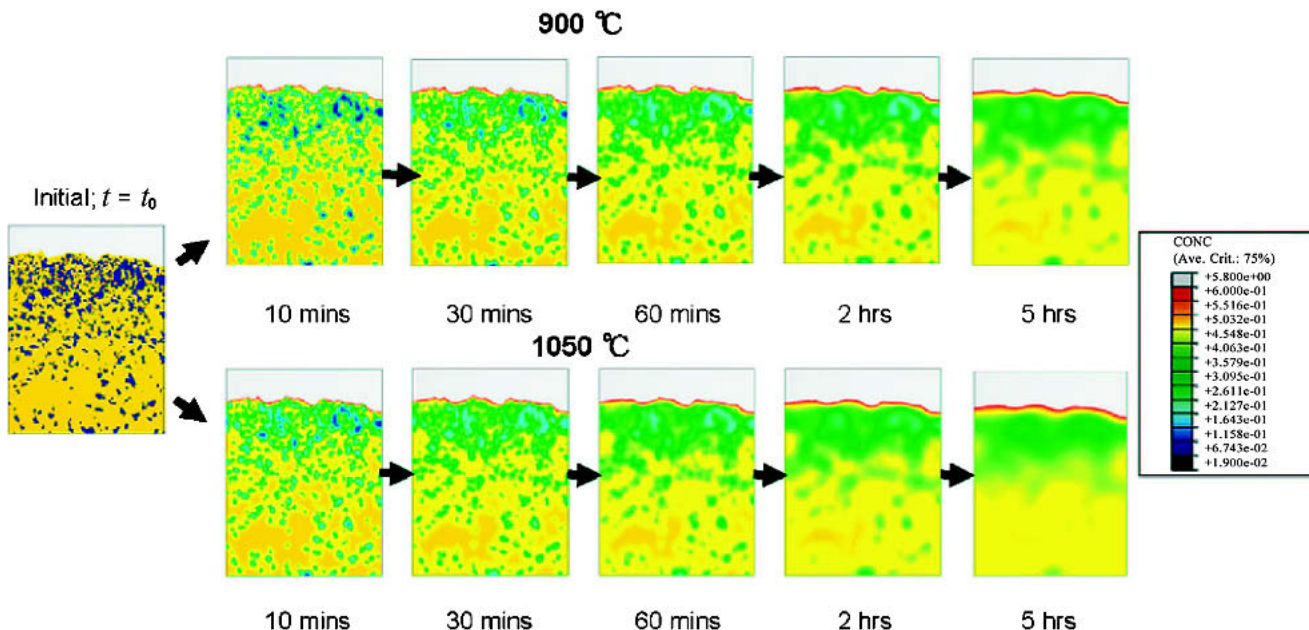 900 ℃
Initial; t = t₀
10 mins
30 mins
60 mins
2 hrs
5 hrs
1050 ℃
CONC
(Ave. Crit.: 75%)
+5.800e+00
+6.000e-01
+5.516e-01
+5.032e-01
+4.548e-01
+4.063e-01
+3.579e-01
+3.095e-01
+2.611e-01
+2.127e-01
+1.643e-01
+1.158e-01
+6.743e-02
+1.900e-02
10 mins
30 mins
60 mins
2 hrs
5 hrs